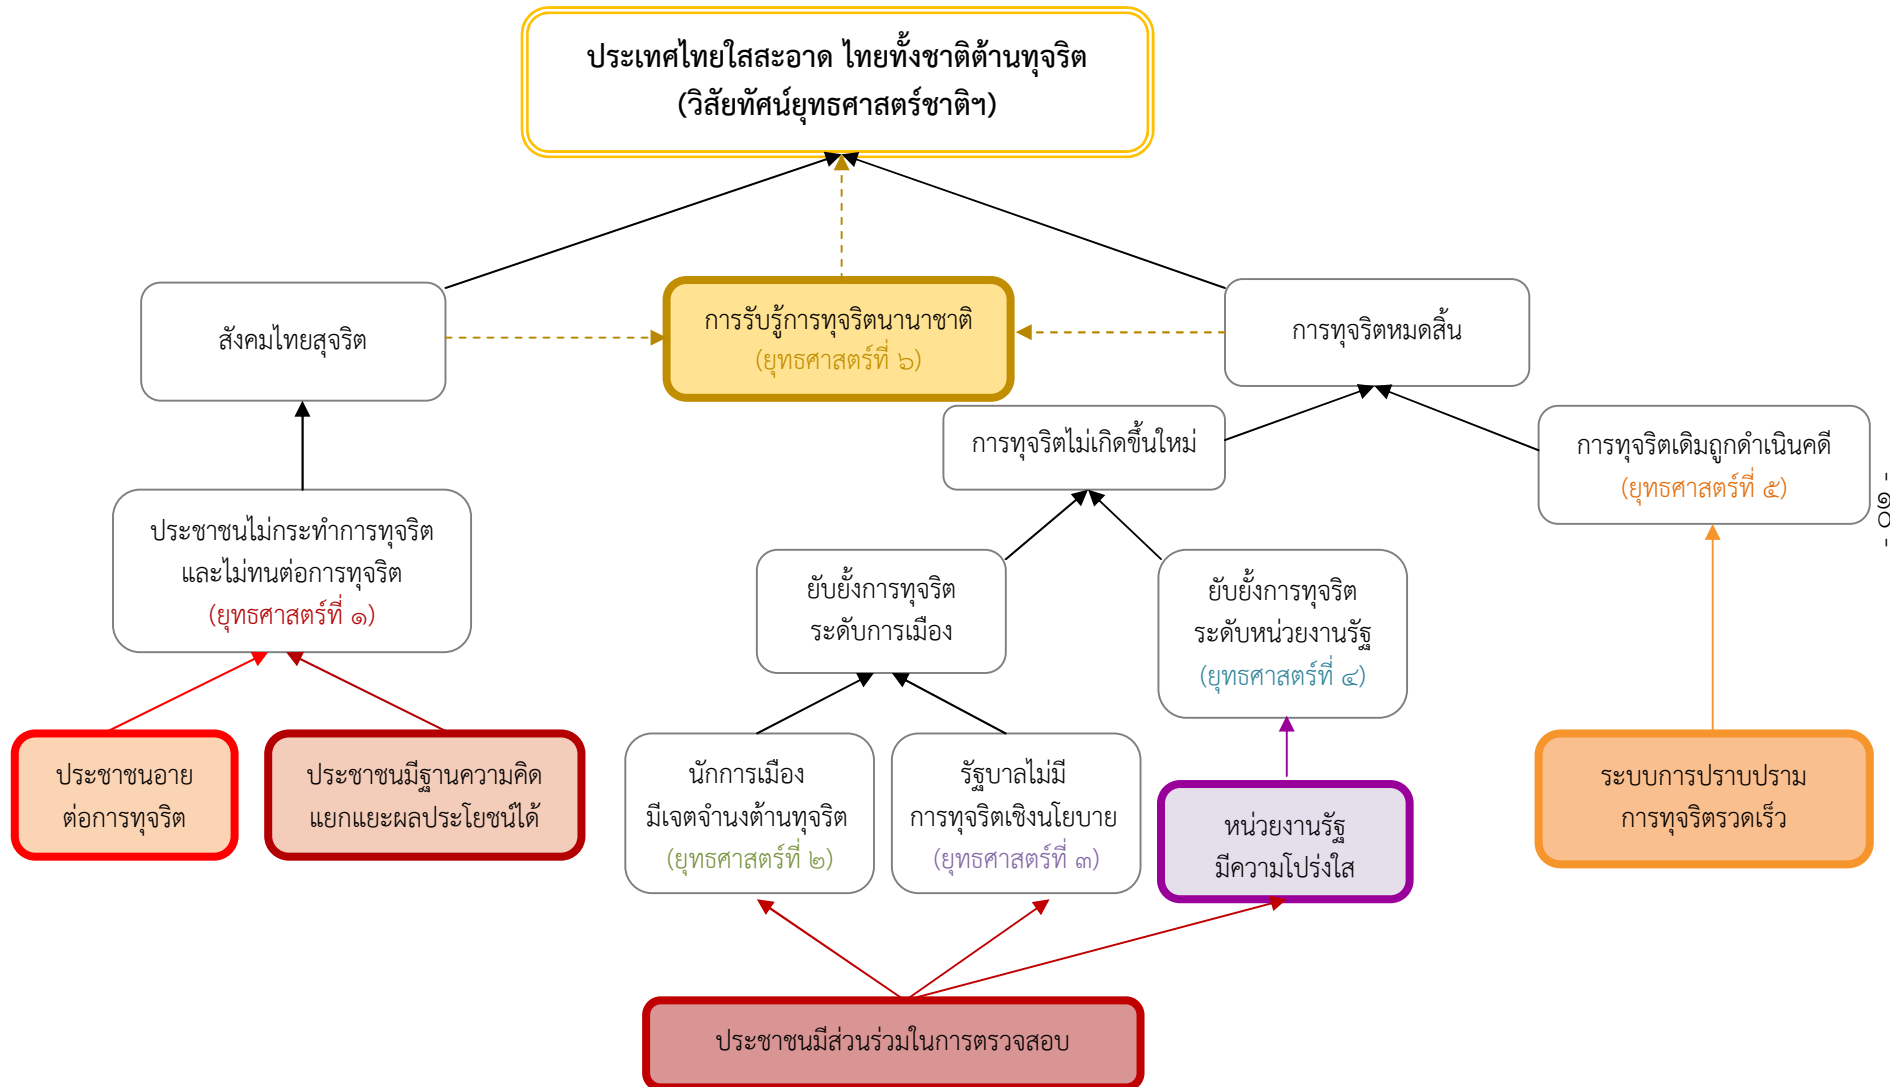 ประเทศไทยใสสะอาด ไทยทั้งชาติต้านทุจริต
(วิสัยทัศน์ยุทธศาสตร์ชาติฯ)
สังคมไทยสุจริต
การรับรู้การทุจริตนานาชาติ
(ยุทธศาสตร์ที่ ๖)
การทุจริตหมดสิ้น
การทุจริตไม่เกิดขึ้นใหม่
การทุจริตเดิมถูกดำเนินคดี
(ยุทธศาสตร์ที่ ๕)
- ๑๐ -
ประชาชนไม่กระทำการทุจริต
และไม่ทนต่อการทุจริต
(ยุทธศาสตร์ที่ ๑)
ยับยั้งการทุจริต
ระดับการเมือง
ยับยั้งการทุจริต
ระดับหน่วยงานรัฐ
(ยุทธศาสตร์ที่ ๔)
ประชาชนอาย
ต่อการทุจริต
ประชาชนมีฐานความคิด
แยกแยะผลประโยชน์ได้
นักการเมือง
มีเจตจำนงต้านทุจริต
(ยุทธศาสตร์ที่ ๒)
รัฐบาลไม่มี
การทุจริตเชิงนโยบาย
(ยุทธศาสตร์ที่ ๓)
หน่วยงานรัฐ
มีความโปร่งใส
ระบบการปราบปราม
การทุจริตรวดเร็ว
ประชาชนมีส่วนร่วมในการตรวจสอบ